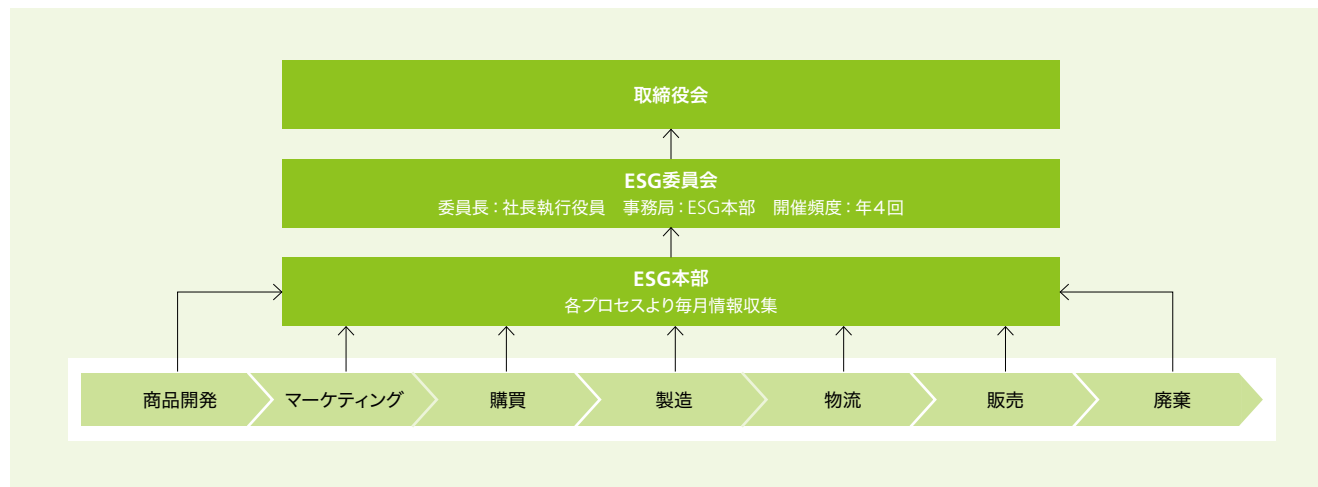 取締役会
ESG委員会
委員長：社長執行役員　事務局：ESG本部　開催頻度：年4回
ESG本部
各プロセスより毎月情報収集
商品開発
マーケティング
購買
製造
物流
販売
廃棄